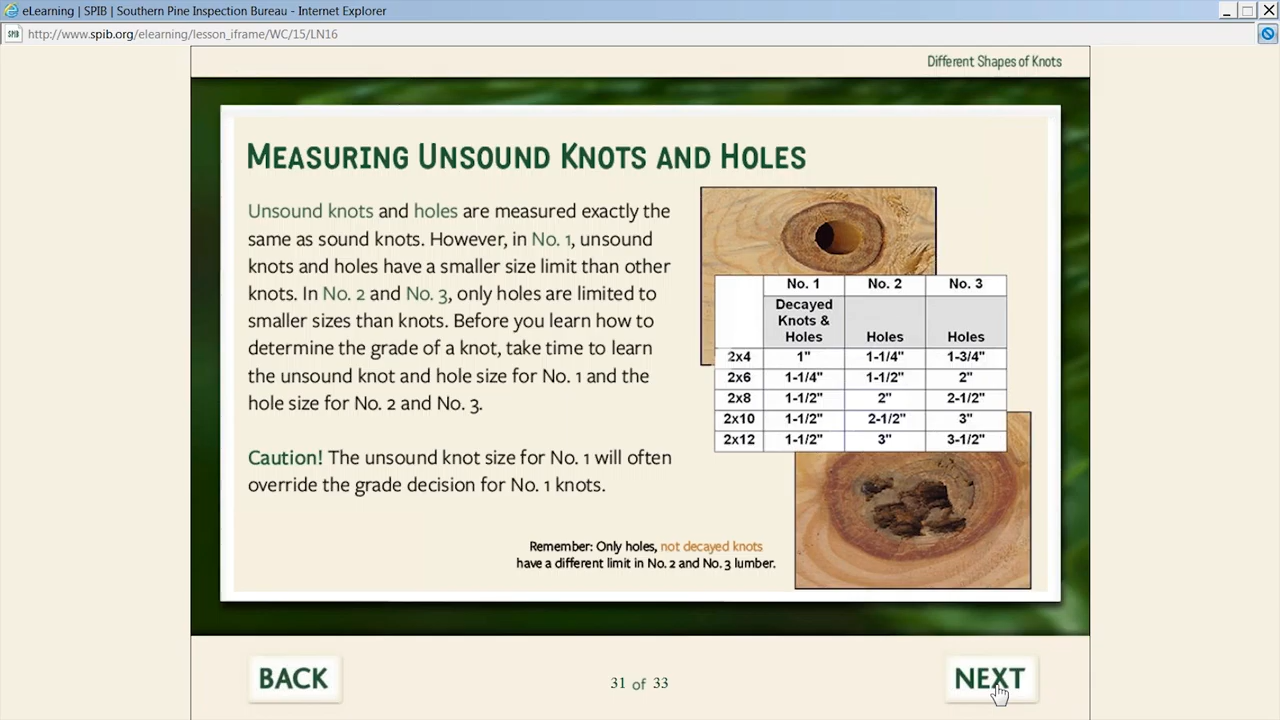 eLearning | SPIB | Southern Pine Inspection Bureau - Internet Explorer
SPIB http://www.spib.org/elearning/lesson_iframe/WC/15/LN16
Different Shapes of Knots
MEASURING UNSOUND KNOTS AND HOLES
Unsound knots and holes are measured exactly the
same as sound knots. However, in No. 1, unsound
knots and holes have a smaller size limit than other
knots. In No. 2 and No. 3, only holes are limited to
smaller sizes than knots. Before you learn how to
determine the grade of a knot, take time to learn
the unsound knot and hole size for No. 1 and the
hole size for No. 2 and No. 3.
Caution! The unsound knot size for No. 1 will often
override the grade decision for No. 1 knots.
No. 1 No. 2 No. 3
Decayed
Knots &
Holes Holes Holes
2x4 1" 1-1/4" 1-3/4"
2x6 1-1/4" 1-1/2" 2"
2x8 1-1/2" 2" 2-1/2"
2x10 1-1/2" 2-1/2" 3"
2x12 1-1/2" 3" 3-1/2"
Remember: Only holes, not decayed knots
have a different limit in No. 2 and No. 3 lumber.
BACK
31 of 33
NEXT